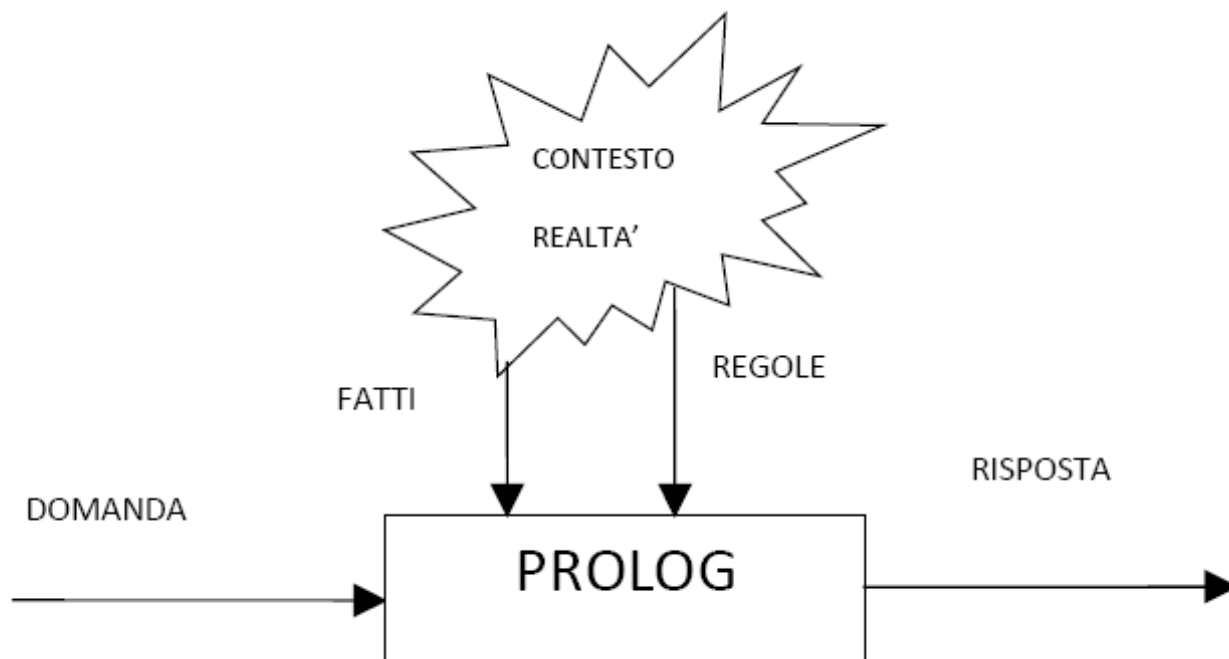 CONTESTO
REALTA’
FATTI
REGOLE
DOMANDA
RISPOSTA
PROLOG